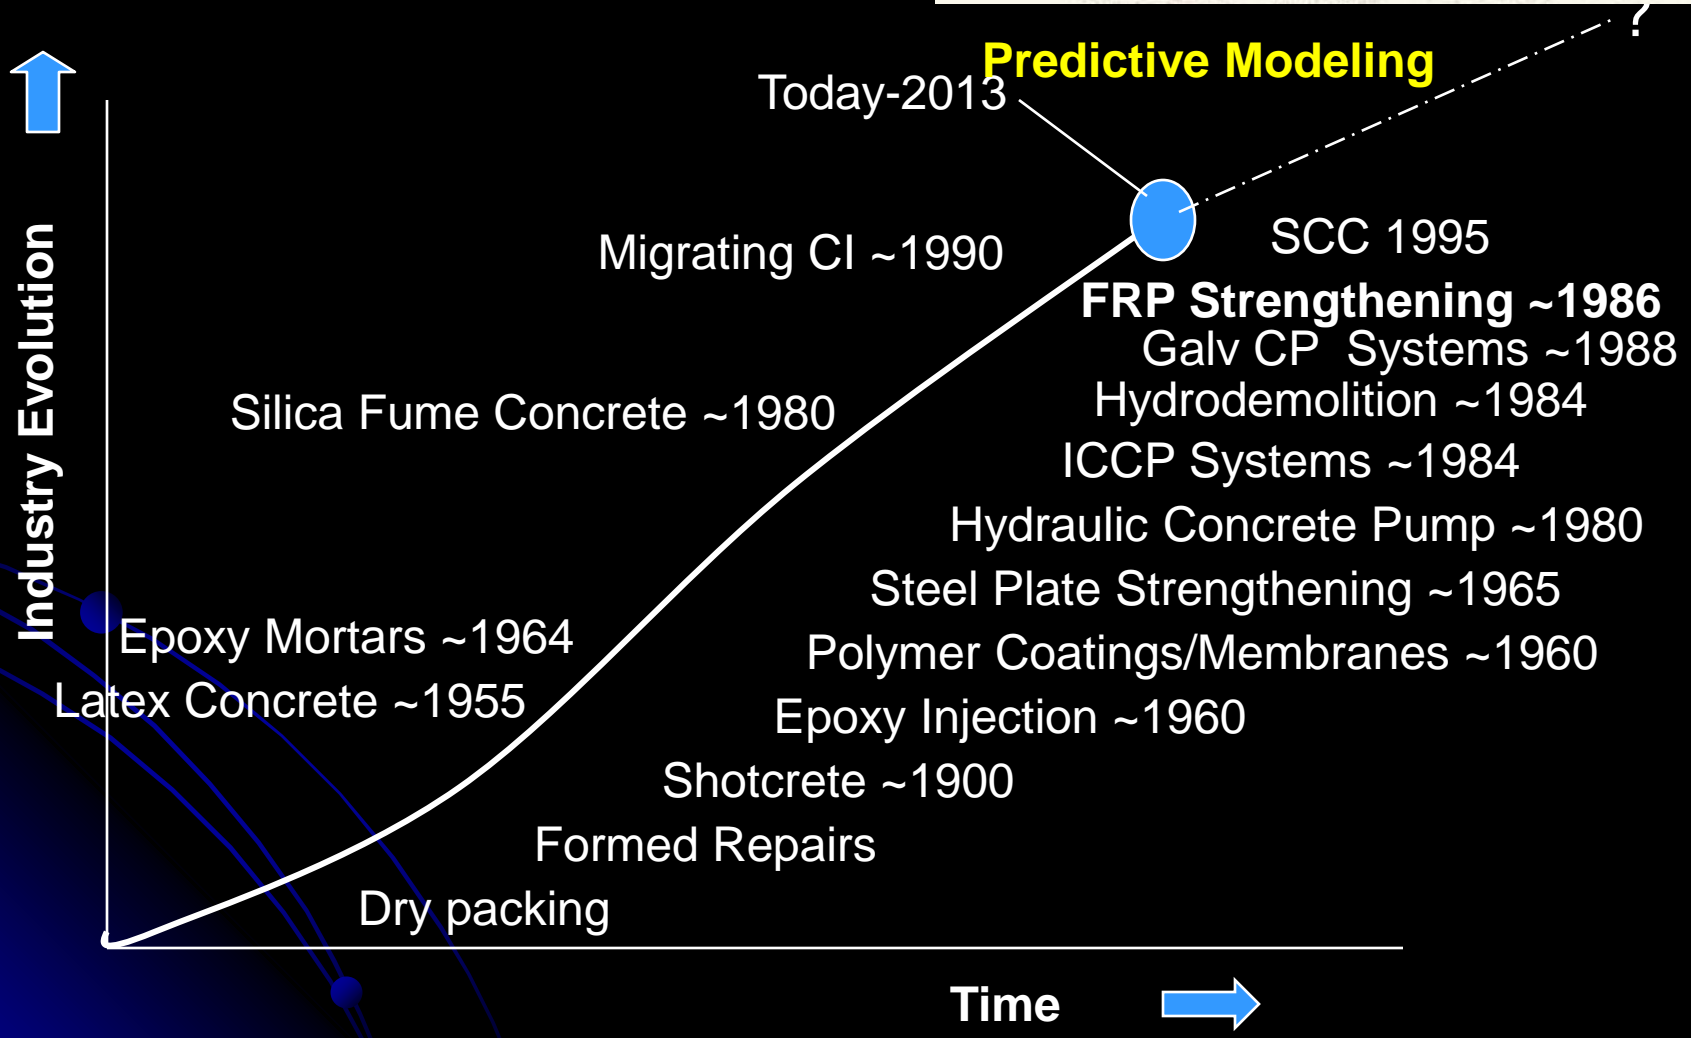 ?
Predictive Modeling
Today-2013
Migrating CI ~1990
SCC 1995
FRP Strengthening ~1986
Galv CP Systems ~1988
Hydrodemolition ~1984
Silica Fume Concrete ~1980
ICCP Systems ~1984
Hydraulic Concrete Pump ~1980
Steel Plate Strengthening ~1965
Epoxy Mortars ~1964
Polymer Coatings/Membranes ~1960
Latex Concrete ~1955
Epoxy Injection ~1960
Shotcrete ~1900
Formed Repairs
Dry packing
Industry Evolution
Time